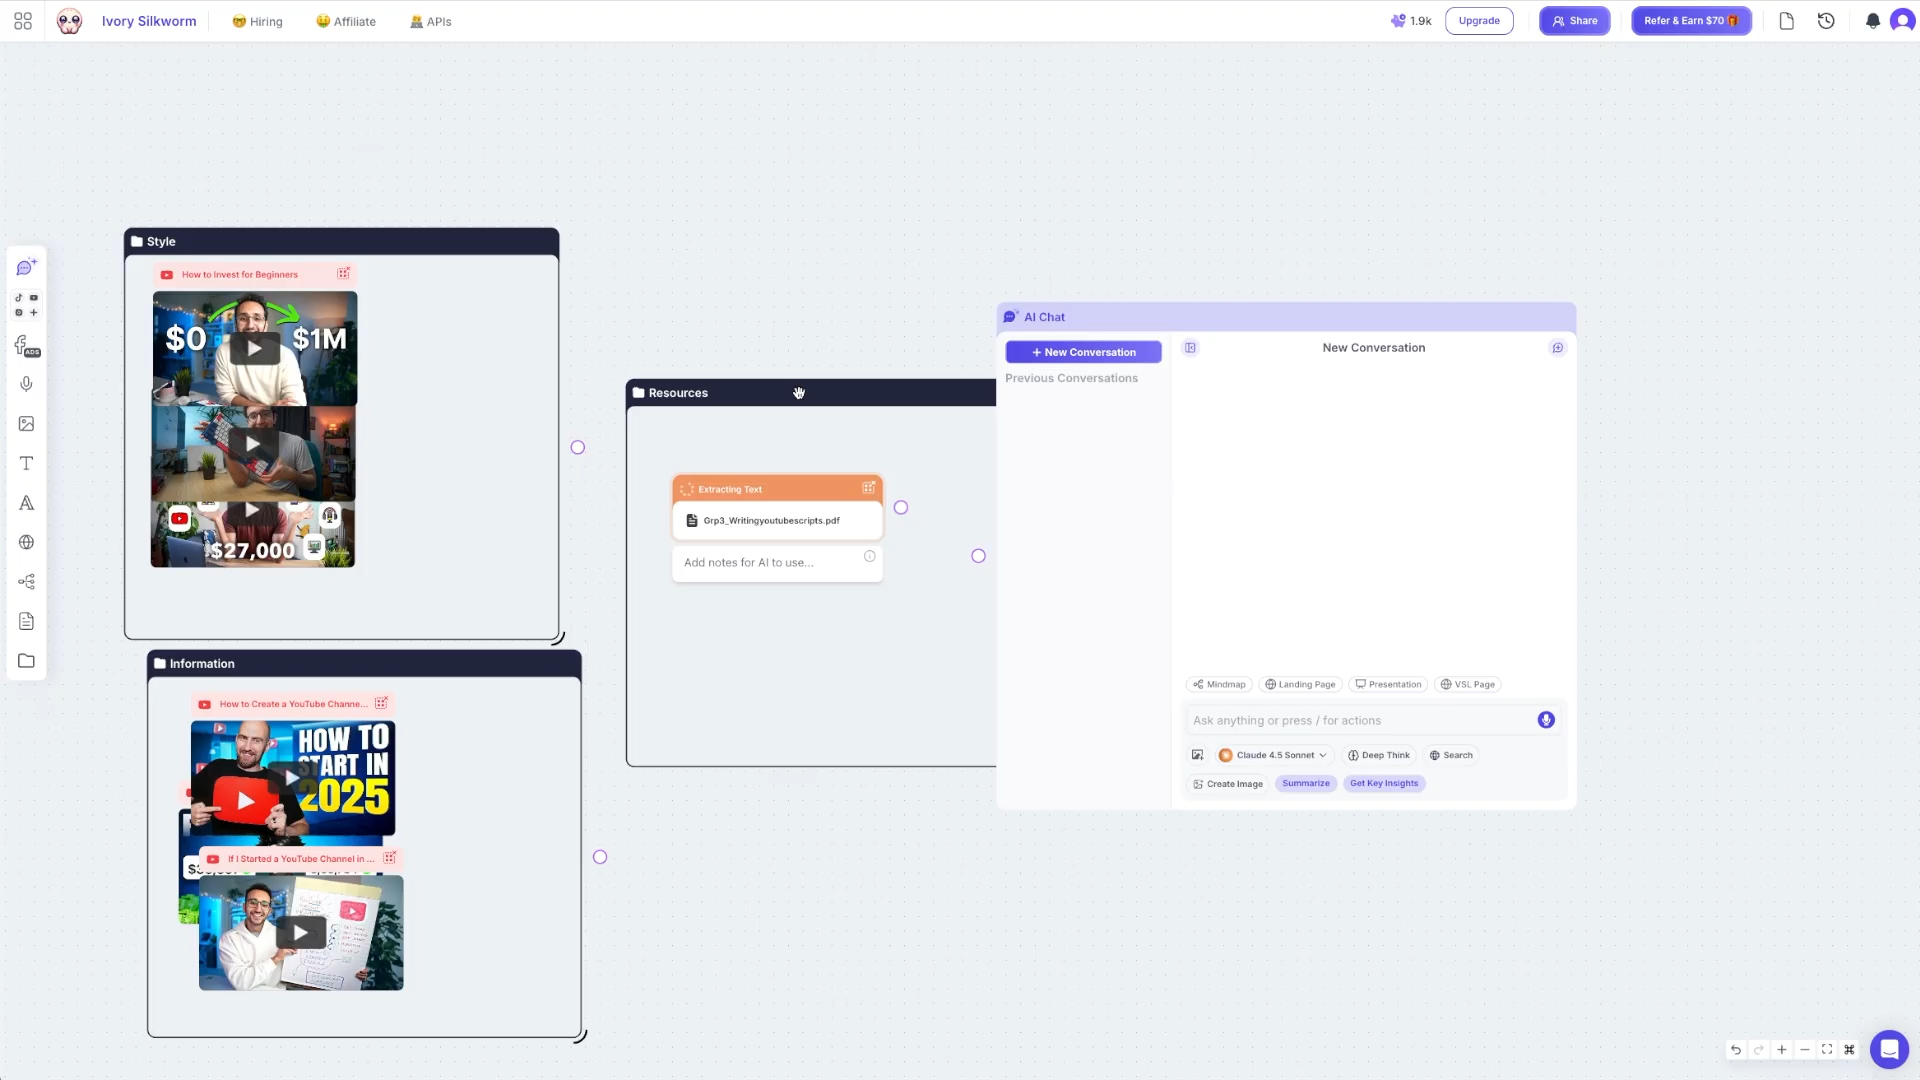 Ivory Silkworm
Hiring
Affiliate
APIs
1.9k
Upgrade
Share
Refer & Earn $70
Style
How to Invest for Beginners
$0
$1M
$27,000
ADS
Information
How to Create a YouTube Channe...
HOW TO
START IN
2025
If I Started a YouTube Channel in ...
Resources
Extracting Text
Grp3_Writingyoutubescripts.pdf
Add notes for AI to use...
AI Chat
+ New Conversation
Previous Conversations
New Conversation
Mindmap
Landing Page
Presentation
VSL Page
Ask anything or press / for actions
Claude 4.5 Sonnet
Deep Think
Search
Create Image
Summarize
Get Key Insights